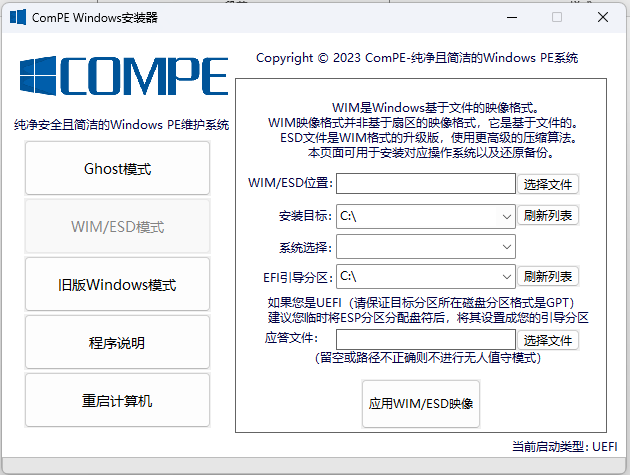 ComPE Windows安装器
COMPE
纯净安全且简洁的Windows PE维护系统
Ghost模式
WIM/ESD模式
旧版Windows模式
程序说明
重启计算机
Copyright © 2023 ComPE-纯净且简洁的Windows PE系统
WIM是Windows基于文件的映像格式。
WIM映像格式并非基于扇区的映像格式，它是基于文件的。
ESD文件是WIM格式的升级版，使用更高级的压缩算法。
本页面可用于安装对应操作系统以及还原备份。
WIM/ESD位置: 选择文件
安装目标: C:\ 刷新列表
系统选择:
EFI引导分区: C:\ 刷新列表
如果您是UEFI（请保证目标分区所在磁盘分区格式是GPT）
建议您临时将ESP分区分配盘符后，将其设置成您的引导分区
应答文件: 选择文件
（留空或路径不正确则不进行无人值守模式）
应用WIM/ESD映像
当前启动类型: UEFI